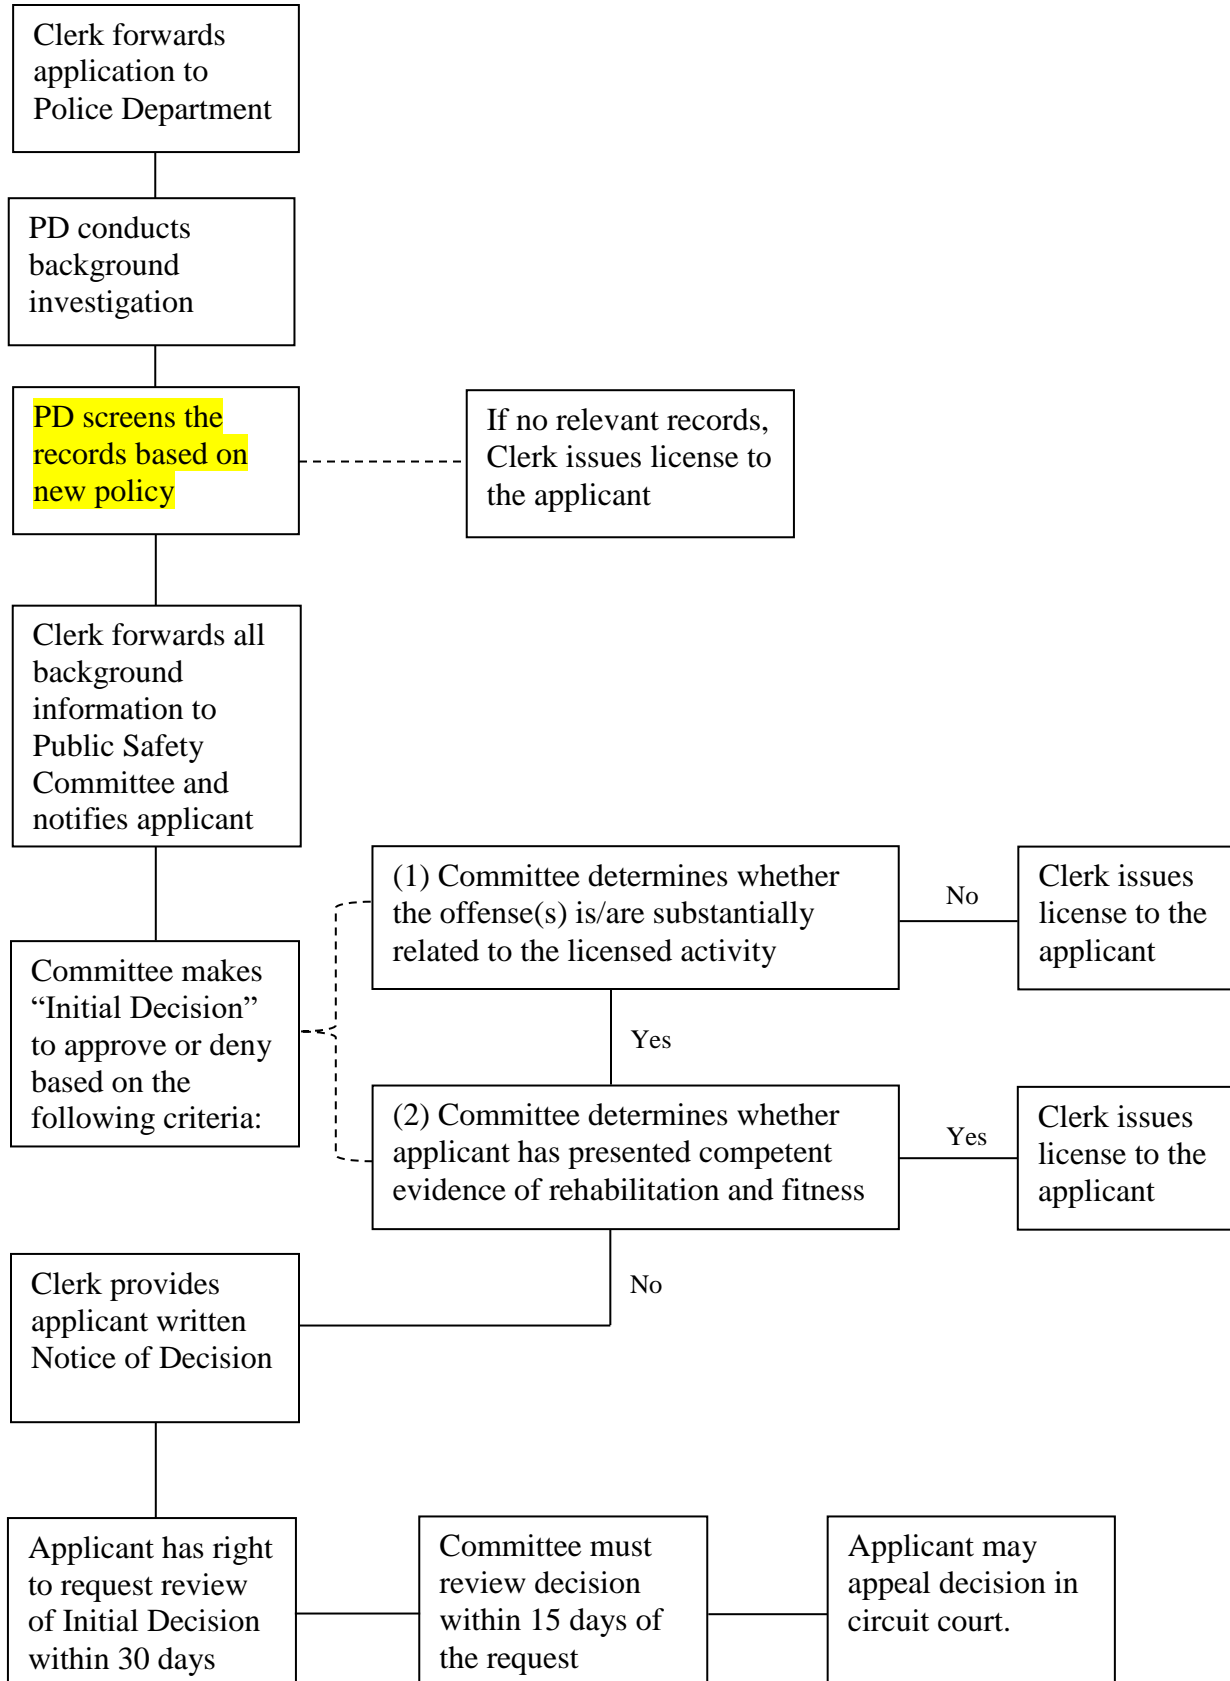 Clerk forwards
application to
Police Department
PD conducts
background
investigation
PD screens the
records based on
new policy
If no relevant records,
Clerk issues license to
the applicant
Clerk forwards all
background
information to
Public Safety
Committee and
notifies applicant
Committee makes
“Initial Decision”
to approve or deny
based on the
following criteria:
(1) Committee determines whether
the offense(s) is/are substantially
related to the licensed activity
No
Clerk issues
license to the
applicant
Yes
(2) Committee determines whether
applicant has presented competent
evidence of rehabilitation and fitness
Yes
Clerk issues
license to the
applicant
No
Clerk provides
applicant written
Notice of Decision
Applicant has right
to request review
of Initial Decision
within 30 days
Committee must
review decision
within 15 days of
the request
Applicant may
appeal decision in
circuit court.